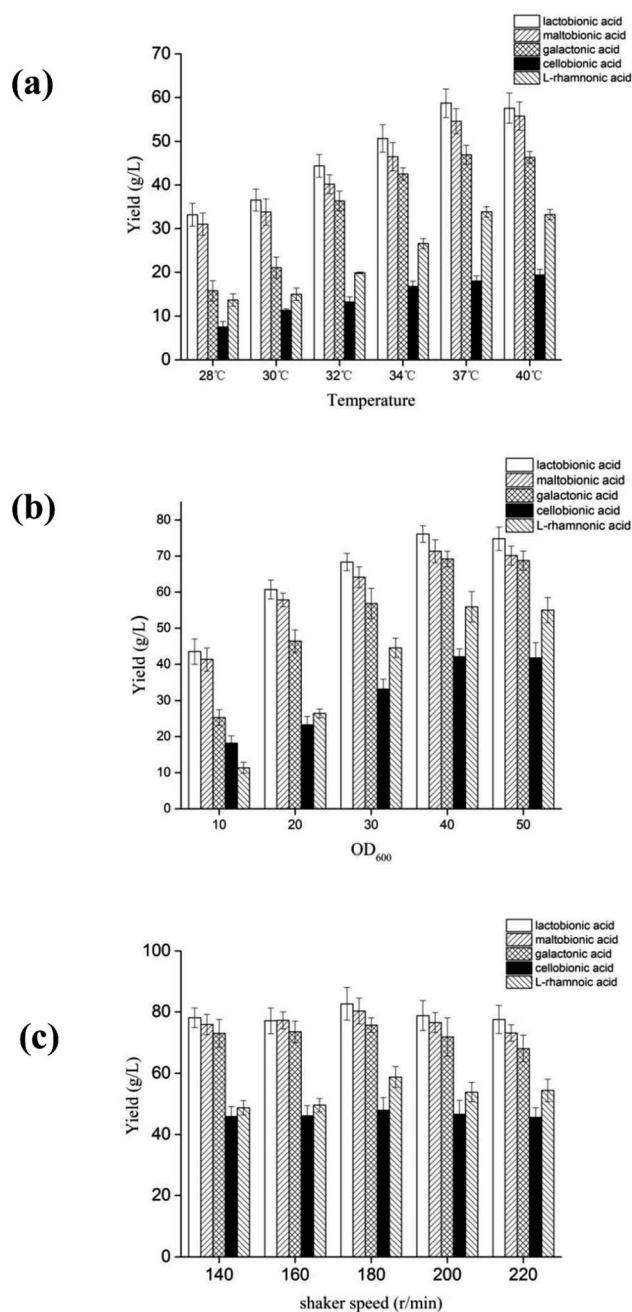 (a)
lactobionic acid
maltobionic acid
galactonic acid
cellobionic acid
L-rhamnonic acid
Yield (g/L)
70
60
50
40
30
20
10
0
28℃ 30℃ 32℃ 34℃ 37℃ 40℃
Temperature
(b)
lactobionic acid
maltobionic acid
galactonic acid
cellobionic acid
L-rhamnonic acid
Yield (g/L)
80
70
60
50
40
30
20
10
0
10 20 30 40 50
OD600
(c)
lactobionic acid
maltobionic acid
galactonic acid
cellobionic acid
L-rhamnoic acid
Yield (g/L)
100
80
60
40
20
0
140 160 180 200 220
shaker speed (r/min)